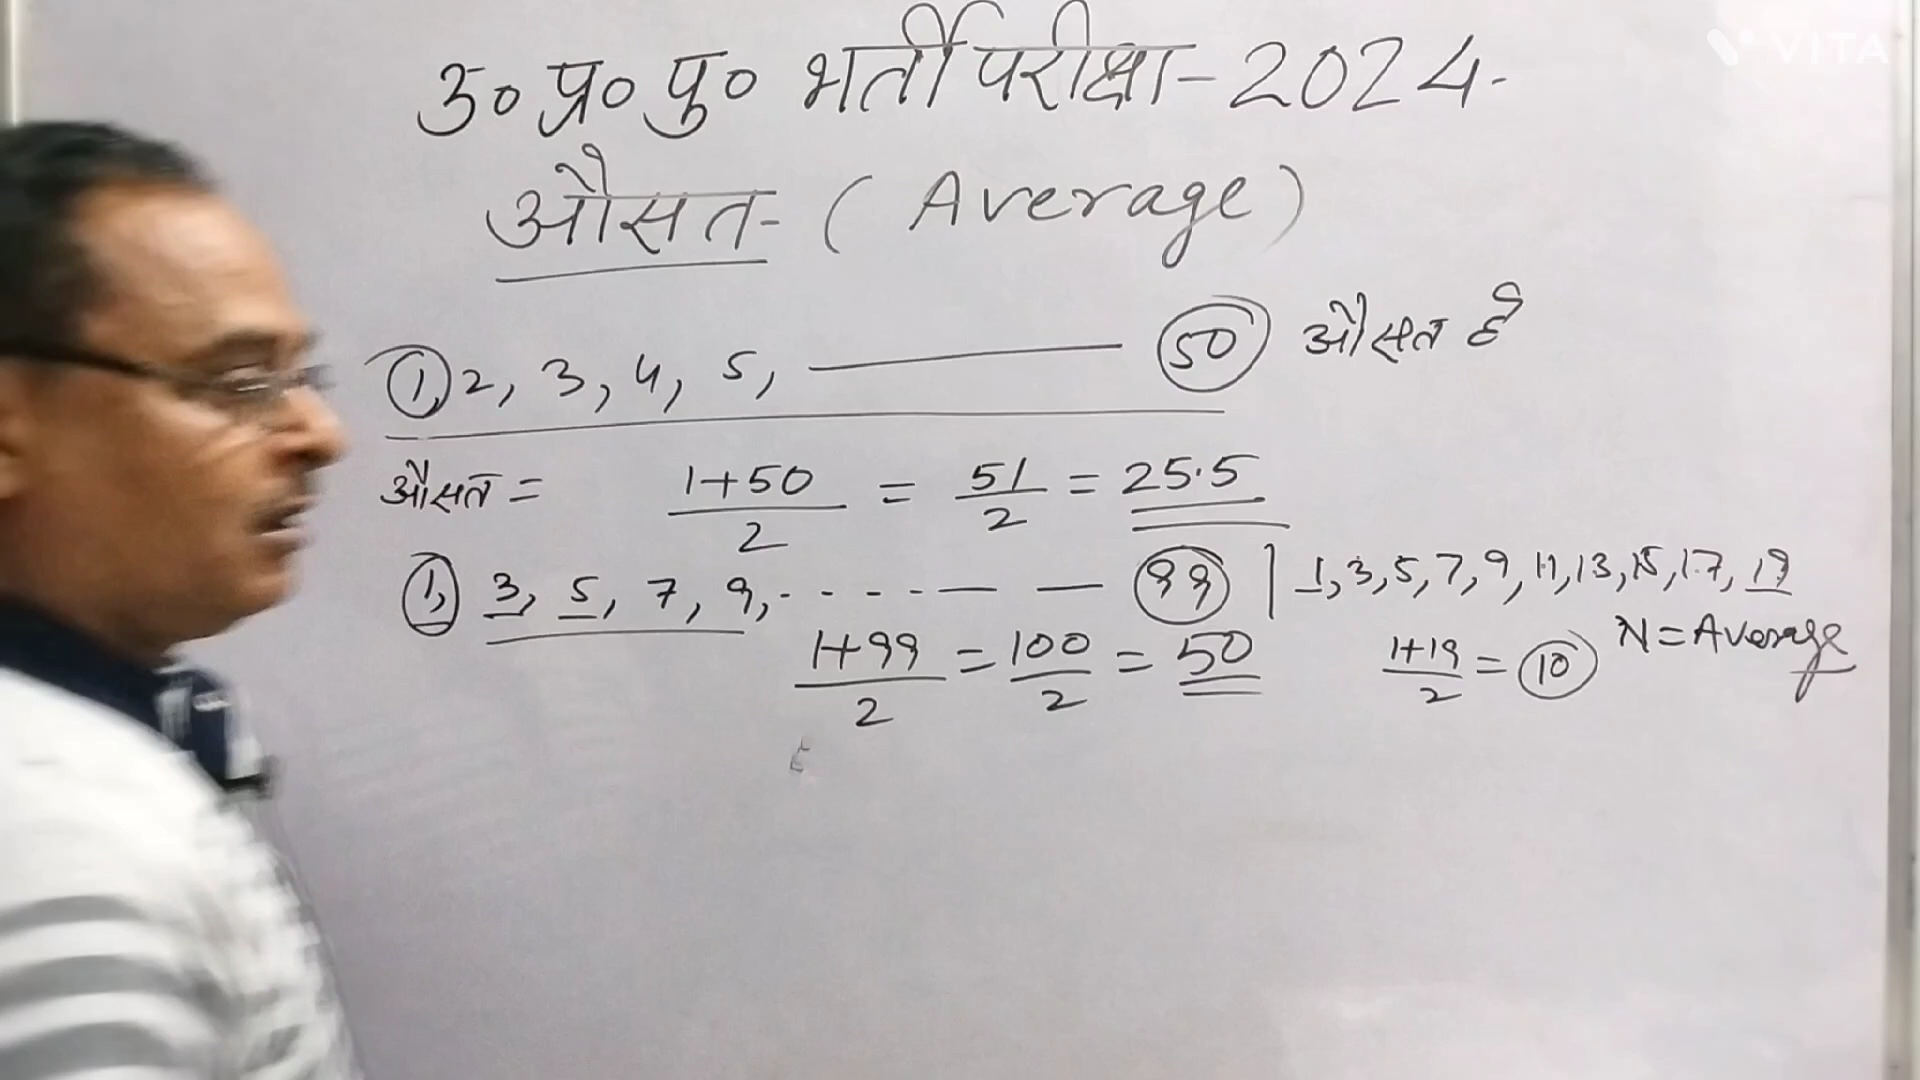 VITA
उ० प्र० पु० भर्ती परीक्षा - 2024.
औसत - ( Average )
1, 2, 3, 4, 5, ——— 50 औसत है
औसत = 1+50/2 = 51/2 = 25.5
1, 3, 5, 7, 9, - - - - — — 99 | 1, 3, 5, 7, 9, 11, 13, 15, 17, 19
1+99/2 = 100/2 = 50 1+19/2 = 10 N = Average